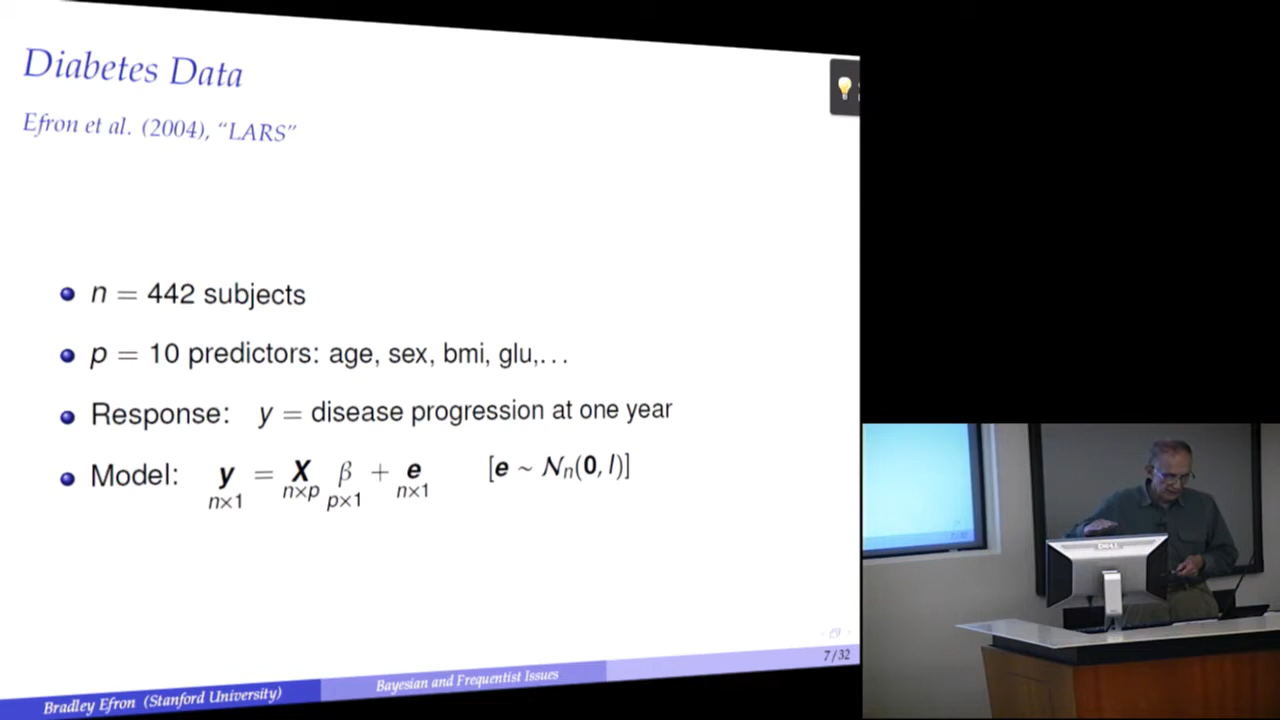 Diabetes Data
Efron et al. (2004), “LARS”
n = 442 subjects
p = 10 predictors: age, sex, bmi, glu,...
Response: y = disease progression at one year
Model: y = X β + e [e ~ Nn(0, I)]
n×1 n×p p×1 n×1
7 / 32
Bradley Efron (Stanford University) Bayesian and Frequentist Issues
DELL